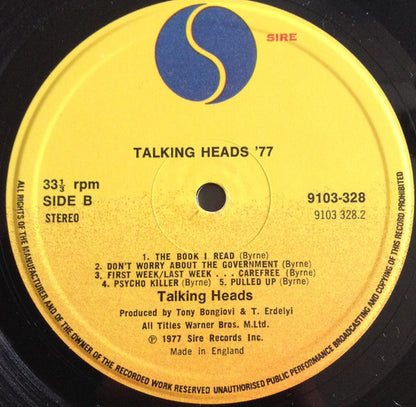 SIRE
TALKING HEADS '77
33⅓ rpm
SIDE B
STEREO
9103-328
9103 328.2
1. THE BOOK I READ (Byrne)
2. DON'T WORRY ABOUT THE GOVERNMENT (Byrne)
3. FIRST WEEK/LAST WEEK . . . CAREFREE (Byrne)
4. PSYCHO KILLER (Byrne) 5. PULLED UP (Byrne)
Talking Heads
Produced by Tony Bongiovi & T. Erdelyi
All Titles Warner Bros. M.Ltd.
℗ 1977 Sire Records Inc.
Made in England
ALL RIGHTS OF THE MANUFACTURER AND OF THE OWNER OF THE RECORDED WORK RESERVED UNAUTHORISED PUBLIC PERFORMANCE BROADCASTING AND COPYING OF THIS RECORD PROHIBITED